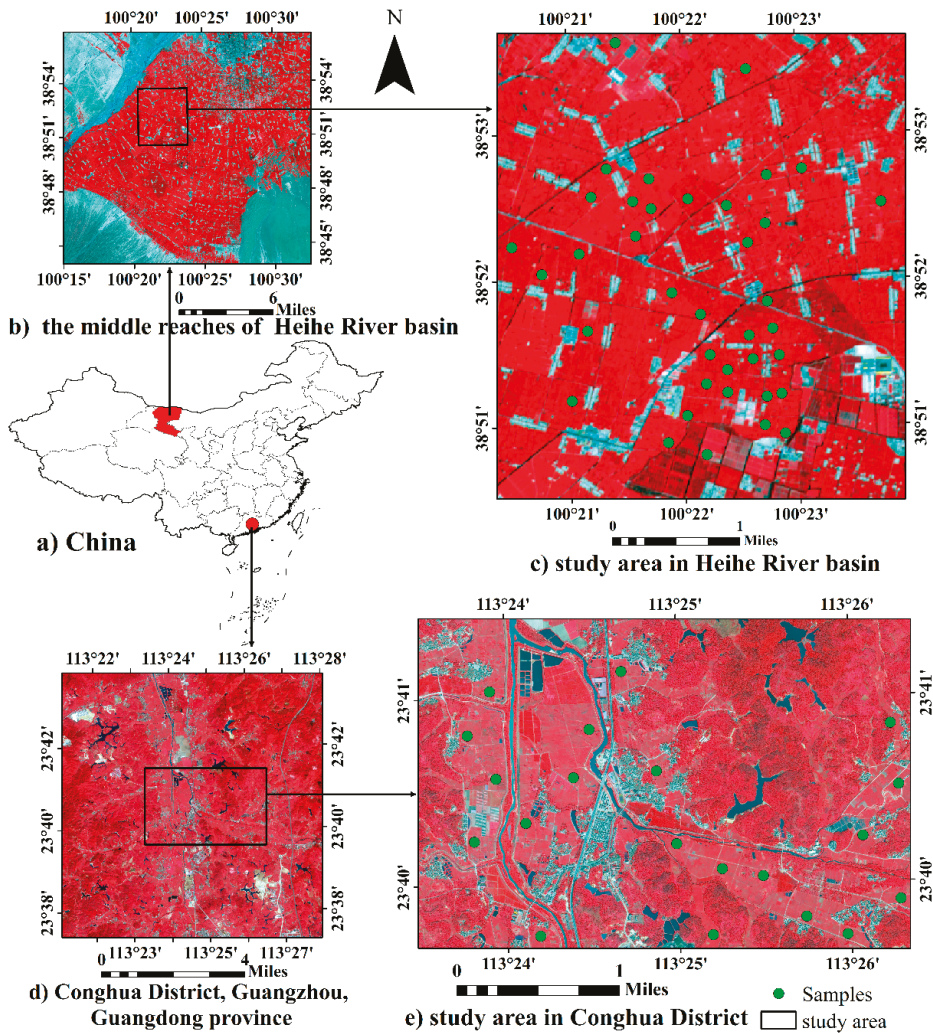 100°20' 100°25' 100°30'
N
100°21' 100°22' 100°23'
38°54' 38°51' 38°48'
38°54' 38°51' 38°48' 38°45'
38°53' 38°52' 38°51'
38°53' 38°52' 38°51'
100°15' 100°22' 100°27' 100°32'
0 6
Miles
b) the middle reaches of Heihe River basin
100°21' 100°22' 100°23'
0 1
Miles
c) study area in Heihe River basin
a) China
113°22' 113°24' 113°26' 113°28'
113°24' 113°25' 113°26'
23°42' 23°40' 23°38'
23°42' 23°40' 23°38'
23°41' 23°40'
23°41' 23°40'
113°23' 113°25' 113°27'
0 4
Miles
d) Conghua District, Guangzhou,
Guangdong province
113°24' 113°25' 113°26'
0 1
Miles
e) study area in Conghua District
Samples
study area